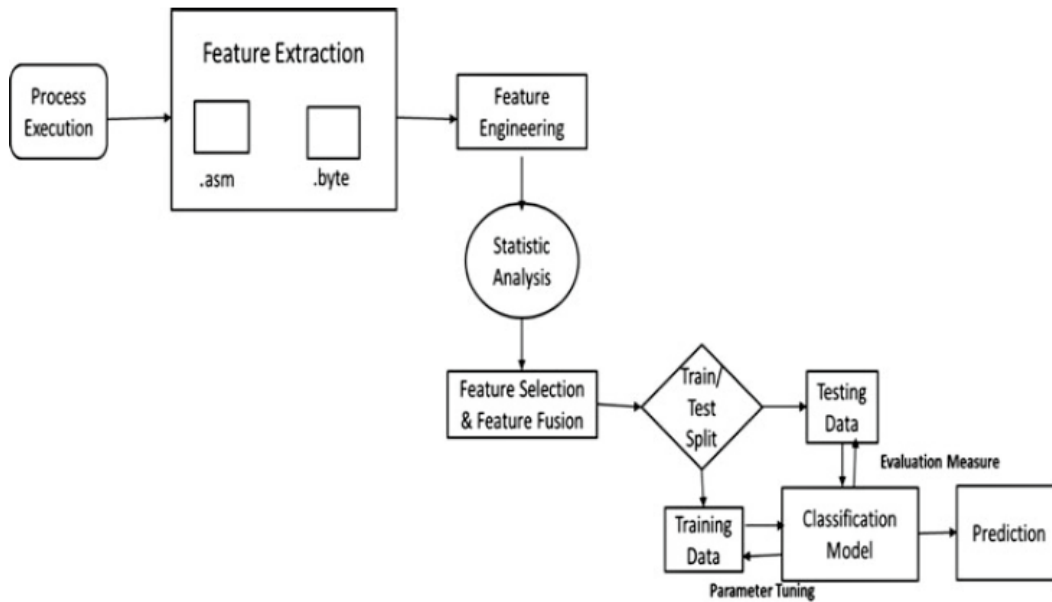 Process
Execution
Feature Extraction
.asm
.byte
Feature
Engineering
Statistic
Analysis
Feature Selection
& Feature Fusion
Train/
Test
Split
Testing
Data
Evaluation Measure
Training
Data
Parameter Tuning
Classification
Model
Prediction